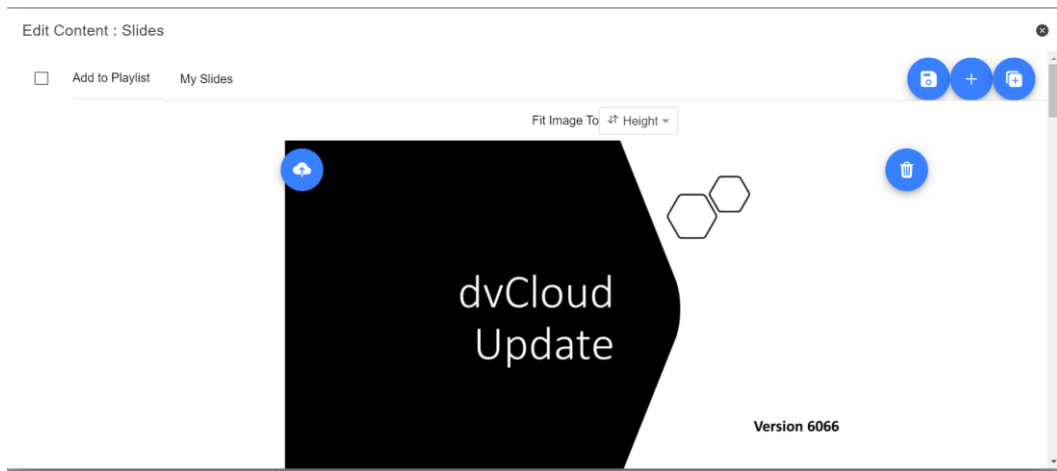 Edit Content : Slides
Add to Playlist
My Slides
Fit Image To
Height
dvCloud
Update
Version 6066